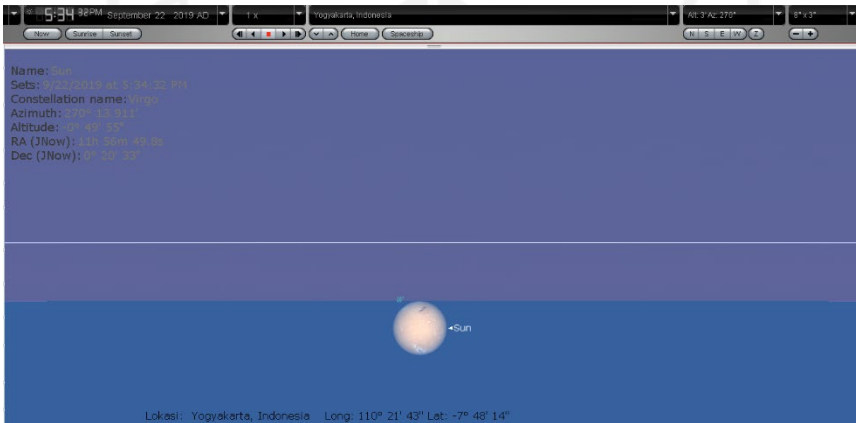 5:34 32PM September 22 2019 AD 1 x Yogyakarta, Indonesia Alt: 3° Az: 270° 8° x 3°
Now Sunrise Sunset Home Spaceship N S E W Z
Name: Sun
Sets: 9/22/2019 at 5:34:32 PM
Constellation name: Virgo
Azimuth: 270° 13.911'
Altitude: -0° 49' 55"
RA (JNow): 11h 56m 49.8s
Dec (JNow): 0° 20' 33"
Sun
Lokasi: Yogyakarta, Indonesia Long: 110° 21' 43" Lat: -7° 48' 14"